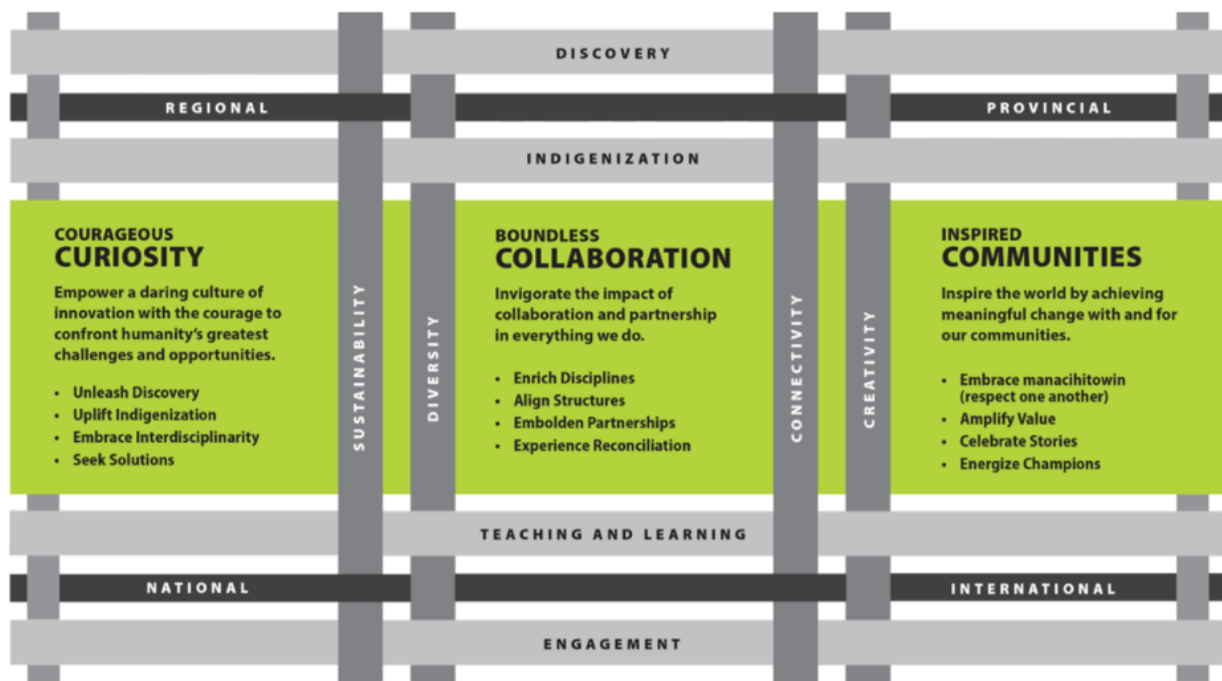 DISCOVERY
REGIONAL
PROVINCIAL
INDIGENIZATION
COURAGEOUS
CURIOSITY
Empower a daring culture of
innovation with the courage to
confront humanity's greatest
challenges and opportunities.
• Unleash Discovery
• Uplift Indigenization
• Embrace Interdisciplinarity
• Seek Solutions
SUSTAINABILITY
DIVERSITY
BOUNDLESS
COLLABORATION
Invigorate the impact of
collaboration and partnership
in everything we do.
• Enrich Disciplines
• Align Structures
• Embolden Partnerships
• Experience Reconciliation
CONNECTIVITY
CREATIVITY
INSPIRED
COMMUNITIES
Inspire the world by achieving
meaningful change with and for
our communities.
• Embrace manacihitowin
(respect one another)
• Amplify Value
• Celebrate Stories
• Energize Champions
TEACHING AND LEARNING
NATIONAL
INTERNATIONAL
ENGAGEMENT